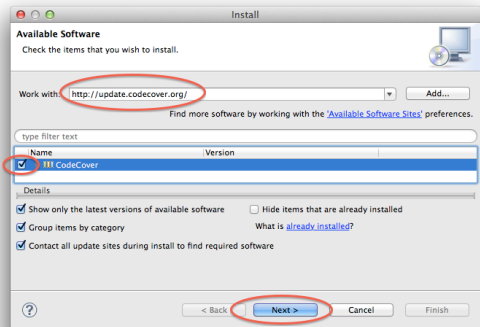 Install
Available Software
Check the items that you wish to install.
Work with: http://update.codecover.org/ Add...
Find more software by working with the 'Available Software Sites' preferences.
type filter text
Name Version
CodeCover
Details
Show only the latest versions of available software Hide items that are already installed
Group items by category What is already installed?
Contact all update sites during install to find required software
? < Back Next > Cancel Finish